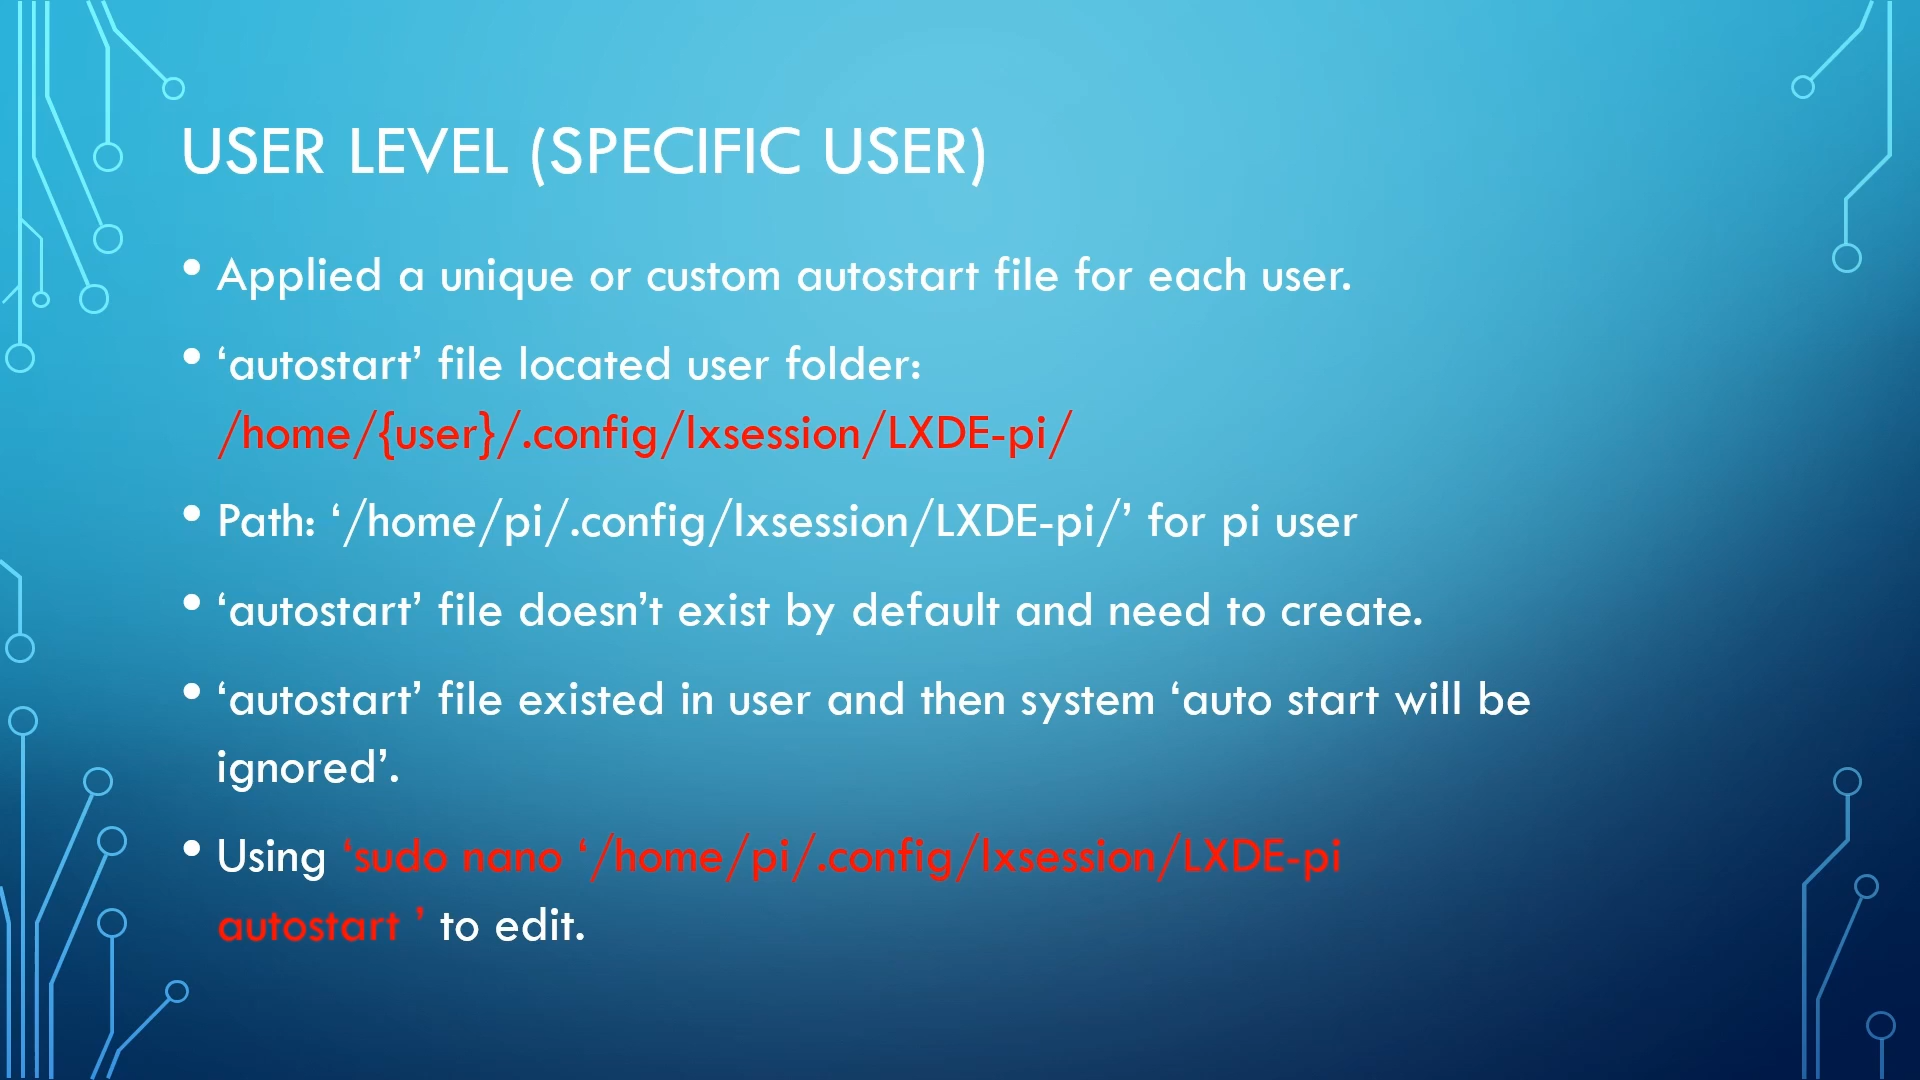 USER LEVEL (SPECIFIC USER)
• Applied a unique or custom autostart file for each user.
• ‘autostart’ file located user folder:
/home/{user}/.config/lxsession/LXDE-pi/
• Path: ‘/home/pi/.config/lxsession/LXDE-pi/’ for pi user
• ‘autostart’ file doesn’t exist by default and need to create.
• ‘autostart’ file existed in user and then system ‘auto start will be
ignored’.
• Using ‘sudo nano ‘/home/pi/.config/lxsession/LXDE-pi
autostart ’ to edit.